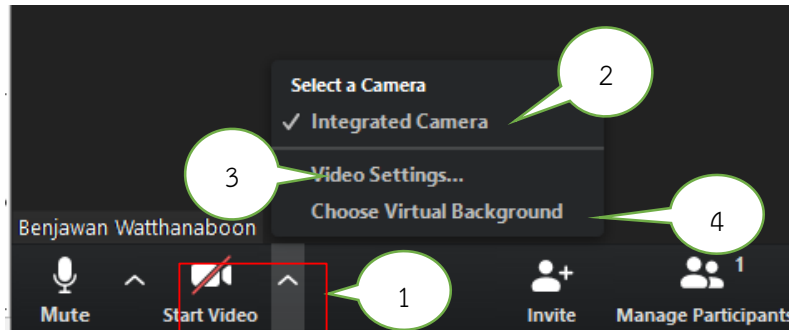 2
Select a Camera
✓ Integrated Camera
3
Video Settings...
Choose Virtual Background
4
Benjawan Watthanaboon
1
1
Mute
Start Video
Invite
Manage Participants